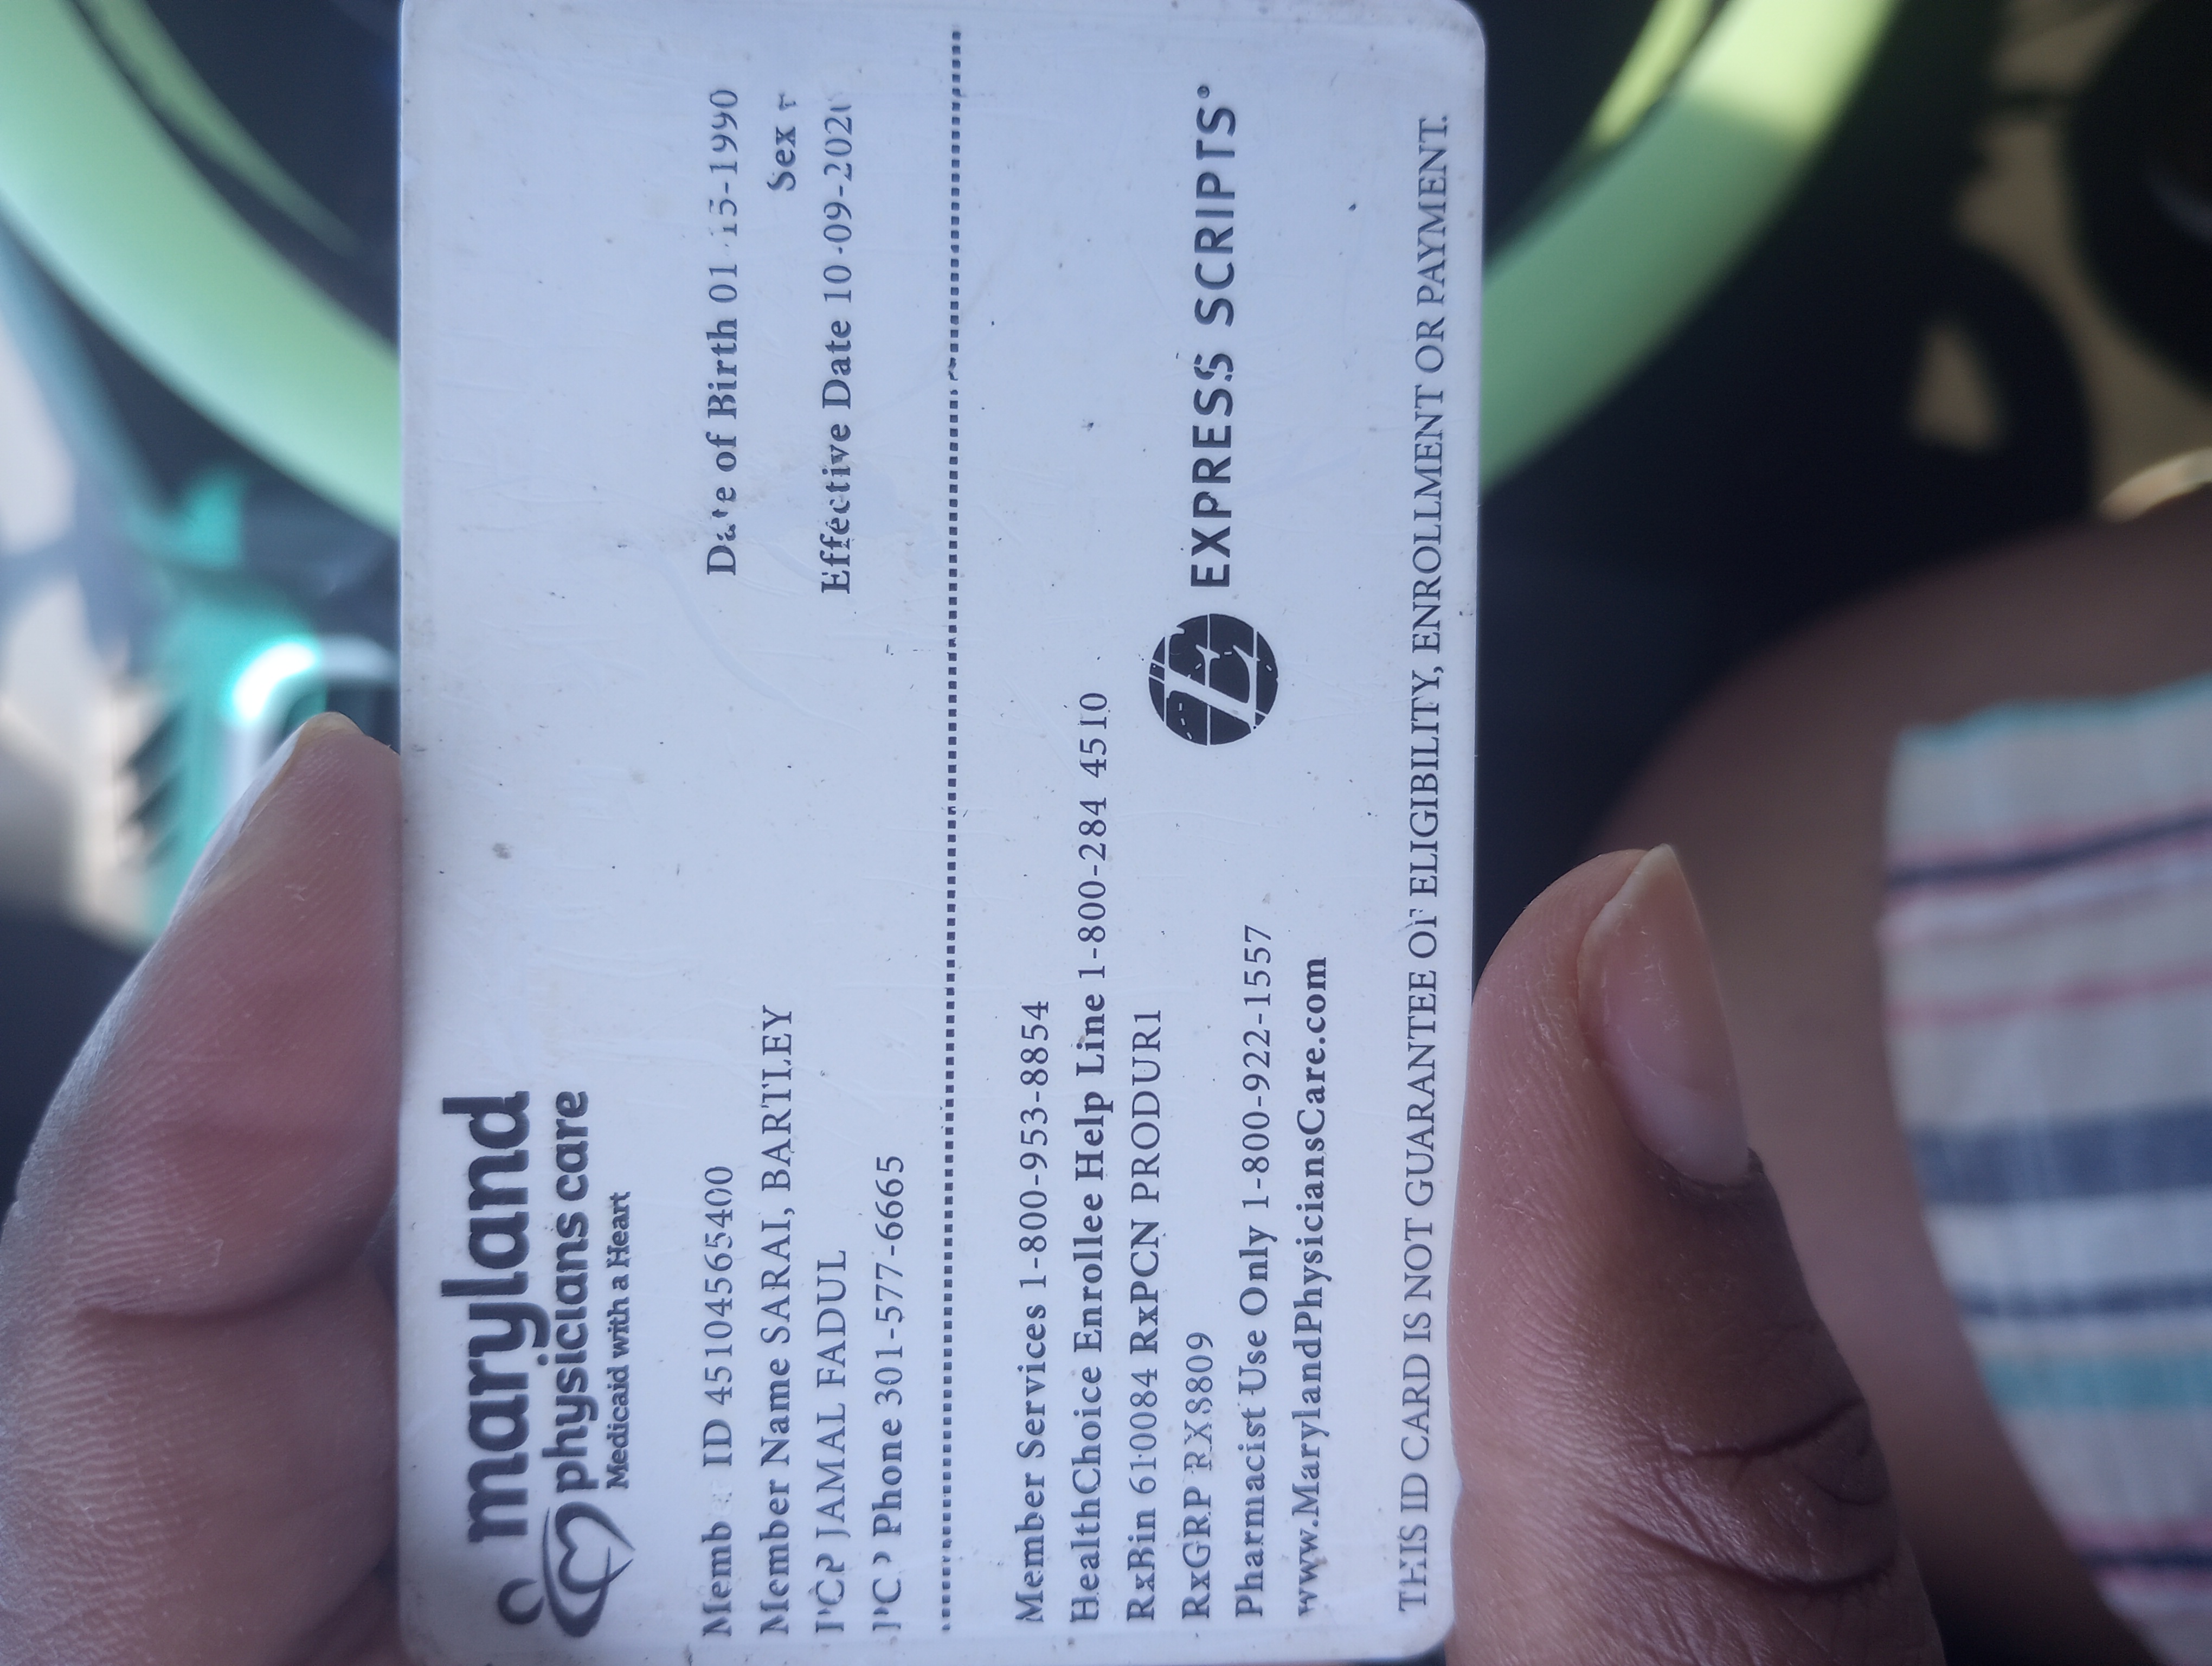 maryland
physicians care
Medicaid with a Heart
ID 45104565400
Date of Birth 01-15-1990
Member Name SARAI, BARTLEY
Sex
PCP JAMAL FADUL
Effective Date 10-09-202
PCP Phone 301-577-6665
Member Services 1-800-953-8854
HealthChoice Enrollee Help Line 1-800-284 4510
RxBin 610084 RxPCN PRODUR1
RxGRP RX8809
Pharmacist Use Only 1-800-922-1557
www.MarylandPhysiciansCare.com
EXPRESS SCRIPTS®
THIS ID CARD IS NOT GUARANTEE OF ELIGIBILITY, ENROLLMENT OR PAYMENT.